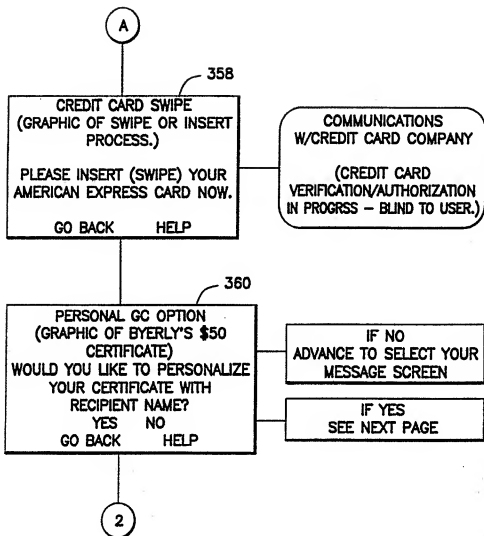 A
358
CREDIT CARD SWIPE
(GRAPHIC OF SWIPE OR INSERT
PROCESS.)
PLEASE INSERT (SWIPE) YOUR
AMERICAN EXPRESS CARD NOW.
GO BACK HELP
COMMUNICATIONS
W/CREDIT CARD COMPANY
(CREDIT CARD
VERIFICATION/AUTHORIZATION
IN PROGRSS – BLIND TO USER.)
360
PERSONAL GC OPTION
(GRAPHIC OF BYERLY'S $50
CERTIFICATE)
WOULD YOU LIKE TO PERSONALIZE
YOUR CERTIFICATE WITH
RECIPIENT NAME?
YES NO
GO BACK HELP
IF NO
ADVANCE TO SELECT YOUR
MESSAGE SCREEN
IF YES
SEE NEXT PAGE
2